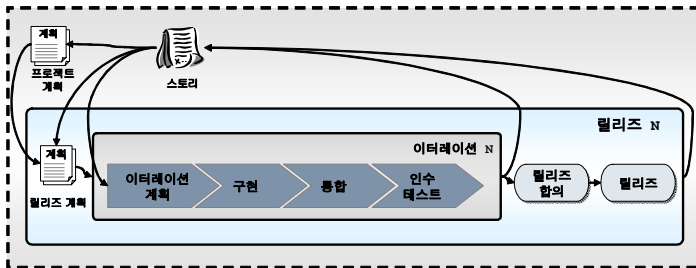 계획
프로젝트
계획
스토리
릴리즈 N
계획
릴리즈 계획
이터레이션 N
이터레이션
계획
구현
통합
인수
테스트
릴리즈
합의
릴리즈